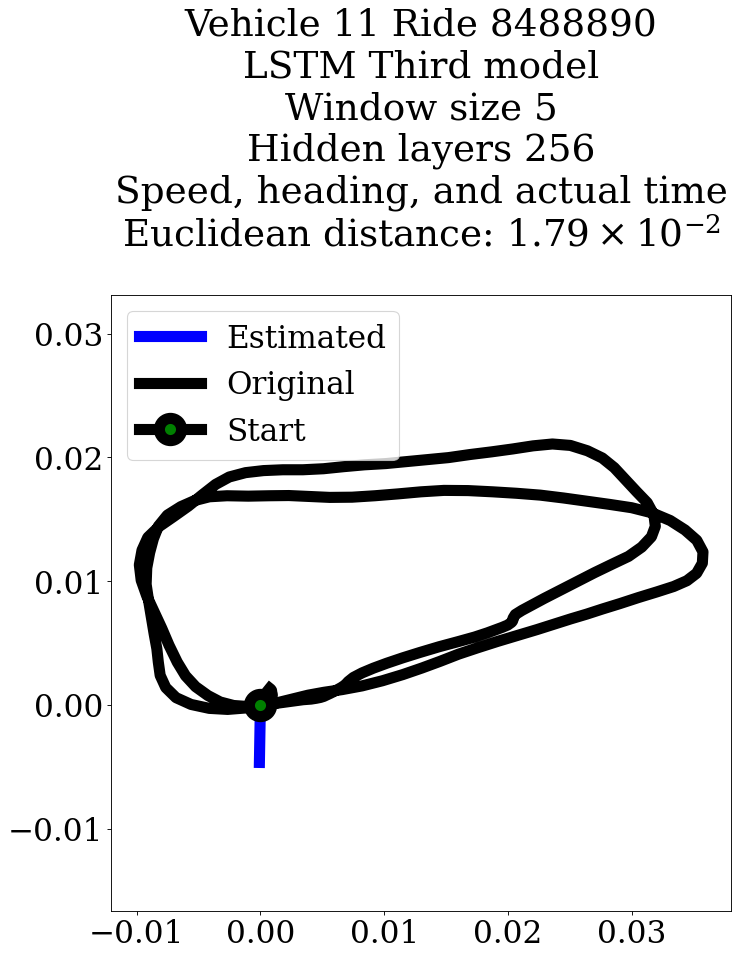 Vehicle 11 Ride 8488890
LSTM Third model
Window size 5
Hidden layers 256
Speed, heading, and actual time
Euclidean distance: 1.79 × 10⁻²
Estimated
Original
Start
0.03
0.02
0.01
0.00
−0.01
−0.01 0.00 0.01 0.02 0.03